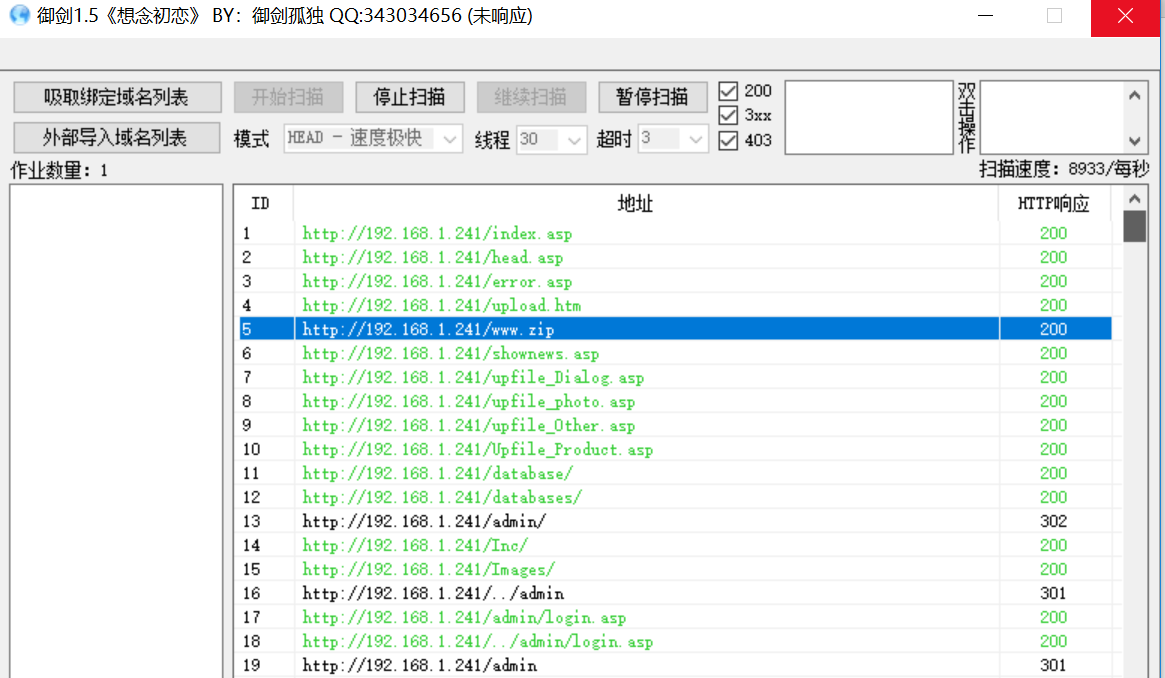 御剑1.5《想念初恋》 BY：御剑孤独 QQ:343034656 (未响应)
吸取绑定域名列表 开始扫描 停止扫描 继续扫描 暂停扫描 200
3xx
外部导入域名列表 模式 HEAD - 速度极快 线程 30 超时 3 403
双击操作
作业数量：1 扫描速度：8933/每秒
ID 地址 HTTP响应
1 http://192.168.1.241/index.asp 200
2 http://192.168.1.241/head.asp 200
3 http://192.168.1.241/error.asp 200
4 http://192.168.1.241/upload.htm 200
5 http://192.168.1.241/www.zip 200
6 http://192.168.1.241/shownews.asp 200
7 http://192.168.1.241/upfile_Dialog.asp 200
8 http://192.168.1.241/upfile_photo.asp 200
9 http://192.168.1.241/upfile_Other.asp 200
10 http://192.168.1.241/Upfile_Product.asp 200
11 http://192.168.1.241/database/ 200
12 http://192.168.1.241/databases/ 200
13 http://192.168.1.241/admin/ 302
14 http://192.168.1.241/Inc/ 200
15 http://192.168.1.241/Images/ 200
16 http://192.168.1.241/../admin 301
17 http://192.168.1.241/admin/login.asp 200
18 http://192.168.1.241/../admin/login.asp 200
19 http://192.168.1.241/admin 301